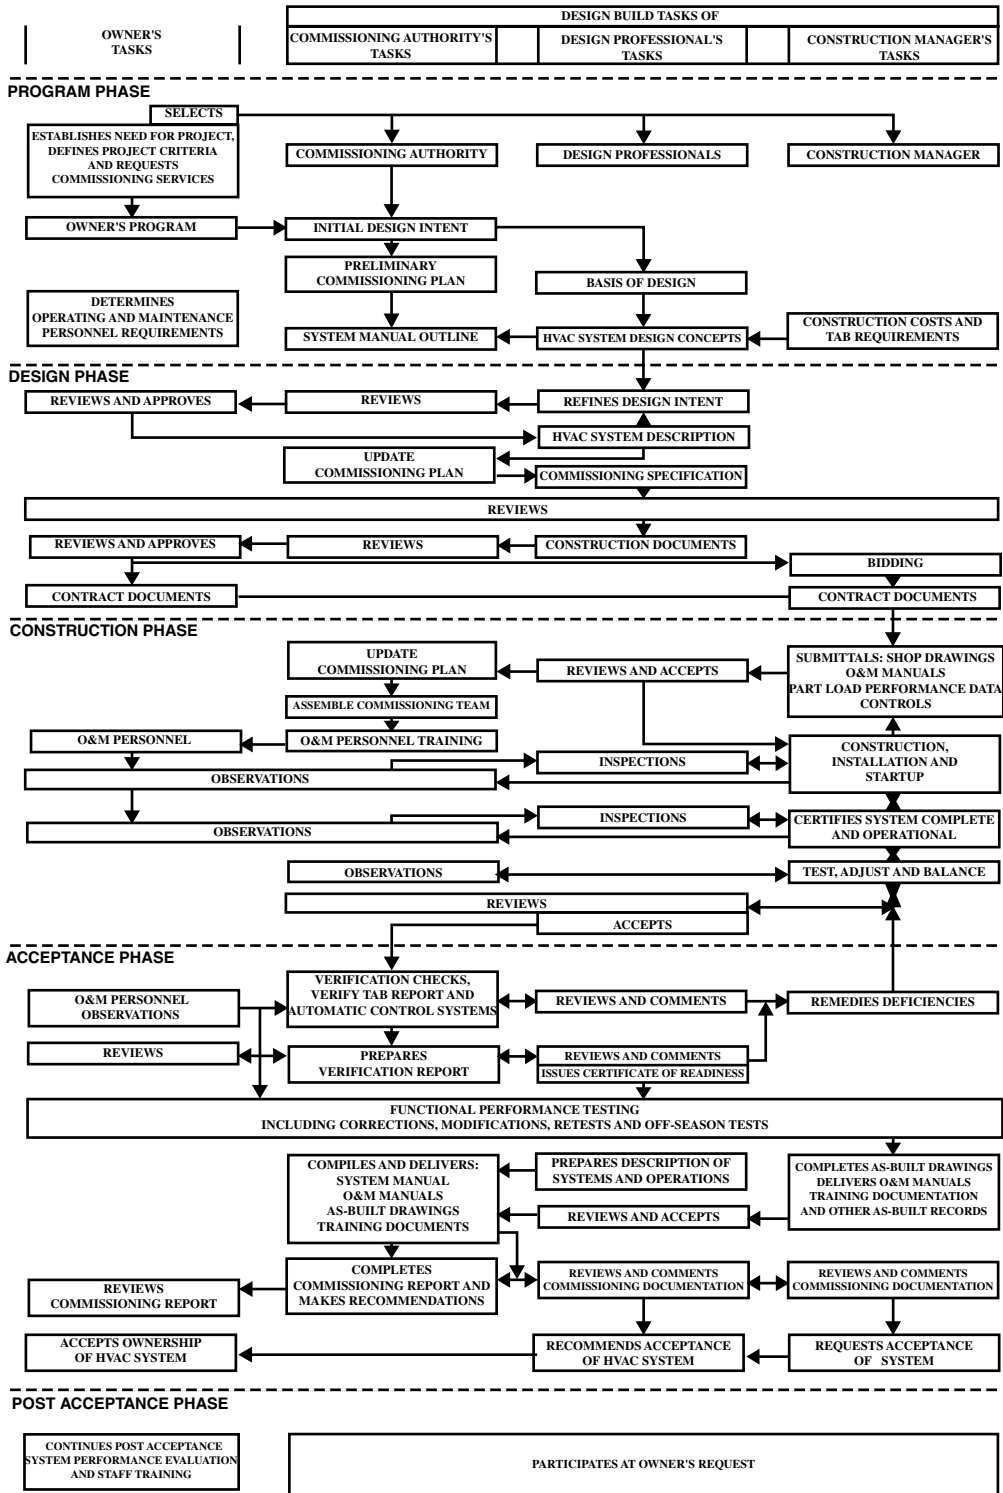 DESIGN BUILD TASKS OF
OWNER'S
TASKS
COMMISSIONING AUTHORITY'S
TASKS
DESIGN PROFESSIONAL'S
TASKS
CONSTRUCTION MANAGER'S
TASKS
PROGRAM PHASE
SELECTS
ESTABLISHES NEED FOR PROJECT,
DEFINES PROJECT CRITERIA
AND REQUESTS
COMMISSIONING SERVICES
COMMISSIONING AUTHORITY
DESIGN PROFESSIONALS
CONSTRUCTION MANAGER
OWNER'S PROGRAM
INITIAL DESIGN INTENT
PRELIMINARY
COMMISSIONING PLAN
BASIS OF DESIGN
DETERMINES
OPERATING AND MAINTENANCE
PERSONNEL REQUIREMENTS
SYSTEM MANUAL OUTLINE
HVAC SYSTEM DESIGN CONCEPTS
CONSTRUCTION COSTS AND
TAB REQUIREMENTS
DESIGN PHASE
REVIEWS AND APPROVES
REVIEWS
REFINES DESIGN INTENT
HVAC SYSTEM DESCRIPTION
UPDATE
COMMISSIONING PLAN
COMMISSIONING SPECIFICATION
REVIEWS
REVIEWS AND APPROVES
REVIEWS
CONSTRUCTION DOCUMENTS
BIDDING
CONTRACT DOCUMENTS
CONTRACT DOCUMENTS
CONSTRUCTION PHASE
UPDATE
COMMISSIONING PLAN
REVIEWS AND ACCEPTS
SUBMITTALS: SHOP DRAWINGS
O&M MANUALS
PART LOAD PERFORMANCE DATA
CONTROLS
ASSEMBLE COMMISSIONING TEAM
O&M PERSONNEL
O&M PERSONNEL TRAINING
CONSTRUCTION,
INSTALLATION AND
STARTUP
INSPECTIONS
OBSERVATIONS
INSPECTIONS
CERTIFIES SYSTEM COMPLETE
AND OPERATIONAL
OBSERVATIONS
OBSERVATIONS
TEST, ADJUST AND BALANCE
REVIEWS
ACCEPTS
ACCEPTANCE PHASE
O&M PERSONNEL
OBSERVATIONS
VERIFICATION CHECKS,
VERIFY TAB REPORT AND
AUTOMATIC CONTROL SYSTEMS
REVIEWS AND COMMENTS
REMEDIES DEFICIENCIES
REVIEWS
PREPARES
VERIFICATION REPORT
REVIEWS AND COMMENTS
ISSUES CERTIFICATE OF READINESS
FUNCTIONAL PERFORMANCE TESTING
INCLUDING CORRECTIONS, MODIFICATIONS, RETESTS AND OFF-SEASON TESTS
COMPILES AND DELIVERS:
SYSTEM MANUAL
O&M MANUALS
AS-BUILT DRAWINGS
TRAINING DOCUMENTS
PREPARES DESCRIPTION OF
SYSTEMS AND OPERATIONS
REVIEWS AND ACCEPTS
COMPLETES AS-BUILT DRAWINGS
DELIVERS O&M MANUALS
TRAINING DOCUMENTATION
AND OTHER AS-BUILT RECORDS
REVIEWS
COMMISSIONING REPORT
COMPLETES
COMMISSIONING REPORT AND
MAKES RECOMMENDATIONS
REVIEWS AND COMMENTS
COMMISSIONING DOCUMENTATION
REVIEWS AND COMMENTS
COMMISSIONING DOCUMENTATION
ACCEPTS OWNERSHIP
OF HVAC SYSTEM
RECOMMENDS ACCEPTANCE
OF HVAC SYSTEM
REQUESTS ACCEPTANCE
OF SYSTEM
POST ACCEPTANCE PHASE
CONTINUES POST ACCEPTANCE
SYSTEM PERFORMANCE EVALUATION
AND STAFF TRAINING
PARTICIPATES AT OWNER'S REQUEST